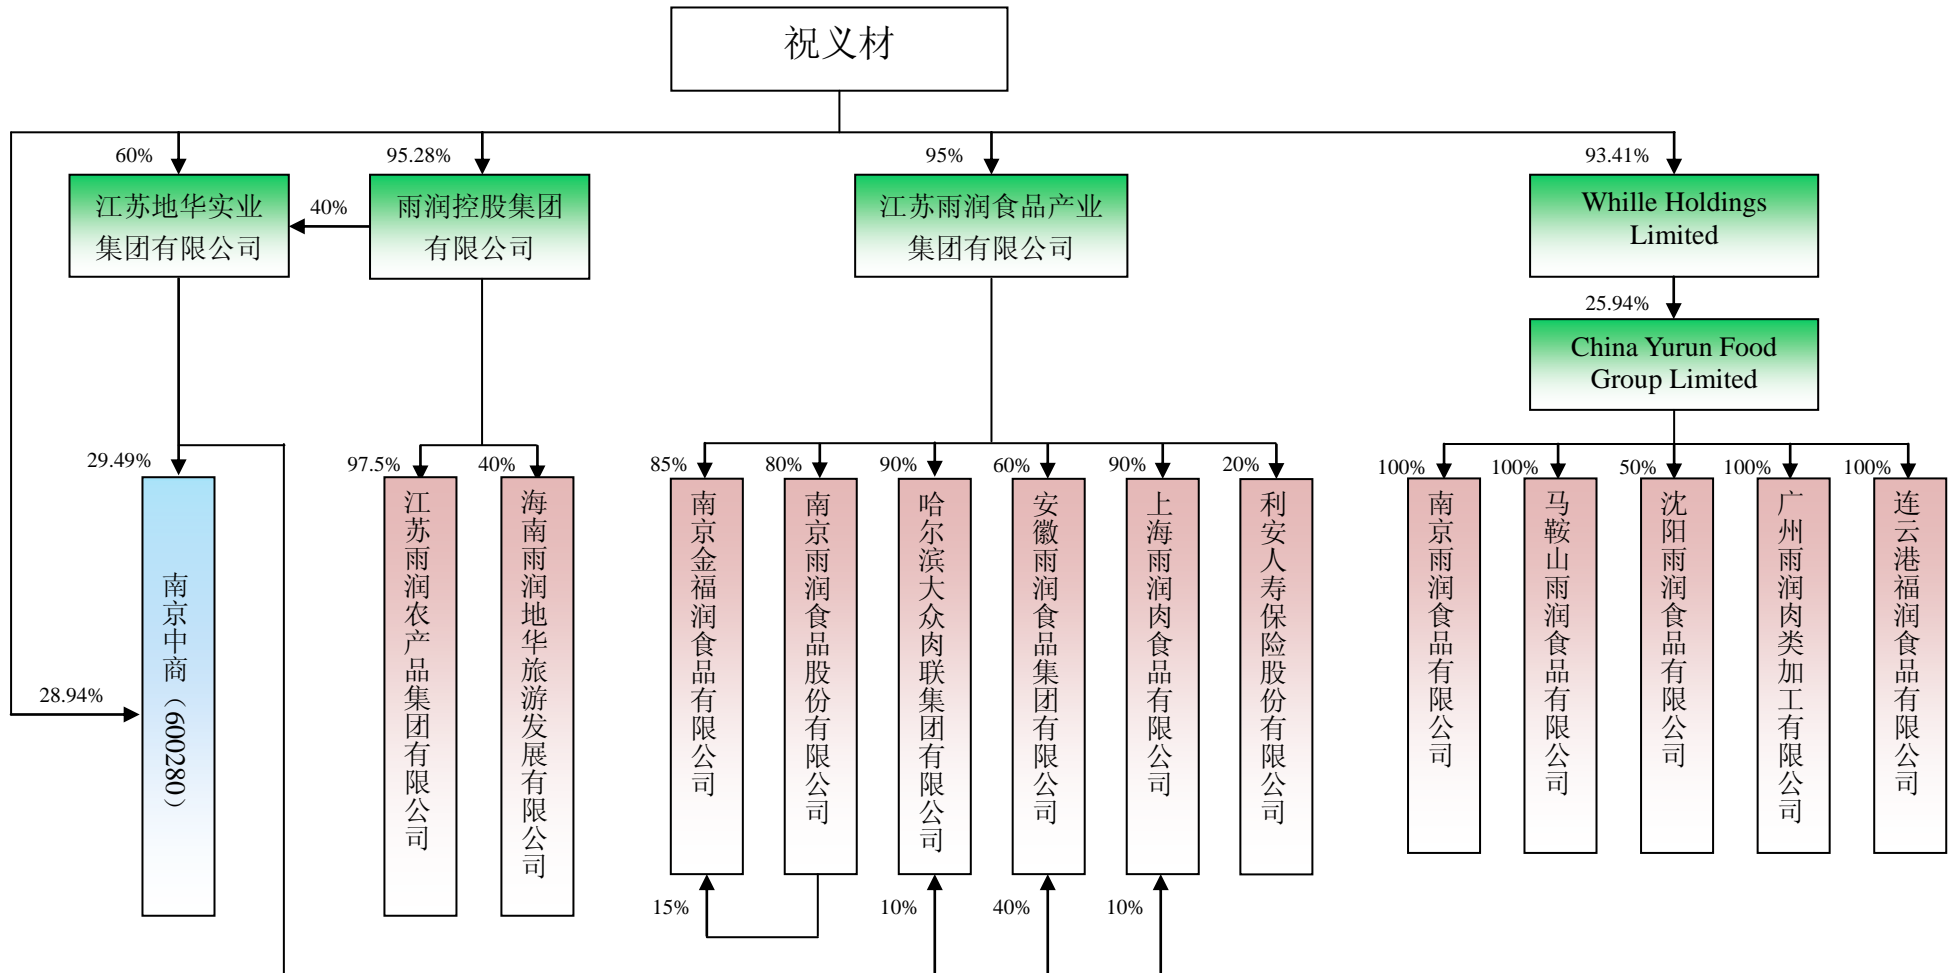 祝义材
60%
95.28%
95%
93.41%
江苏地华实业
集团有限公司
40%
雨润控股集团
有限公司
江苏雨润食品产业
集团有限公司
Whille Holdings
Limited
25.94%
China Yurun Food
Group Limited
29.49%
97.5%
40%
85%
80%
90%
60%
90%
20%
100%
100%
50%
100%
100%
28.94%
南京中商（600280）
江苏雨润农产品集团有限公司
海南雨润地华旅游发展有限公司
南京金福润食品有限公司
南京雨润食品股份有限公司
哈尔滨大众肉联集团有限公司
安徽雨润食品集团有限公司
上海雨润肉食品有限公司
利安人寿保险股份有限公司
南京雨润食品有限公司
马鞍山雨润食品有限公司
沈阳雨润食品有限公司
广州雨润肉类加工有限公司
连云港福润食品有限公司
15%
10%
40%
10%